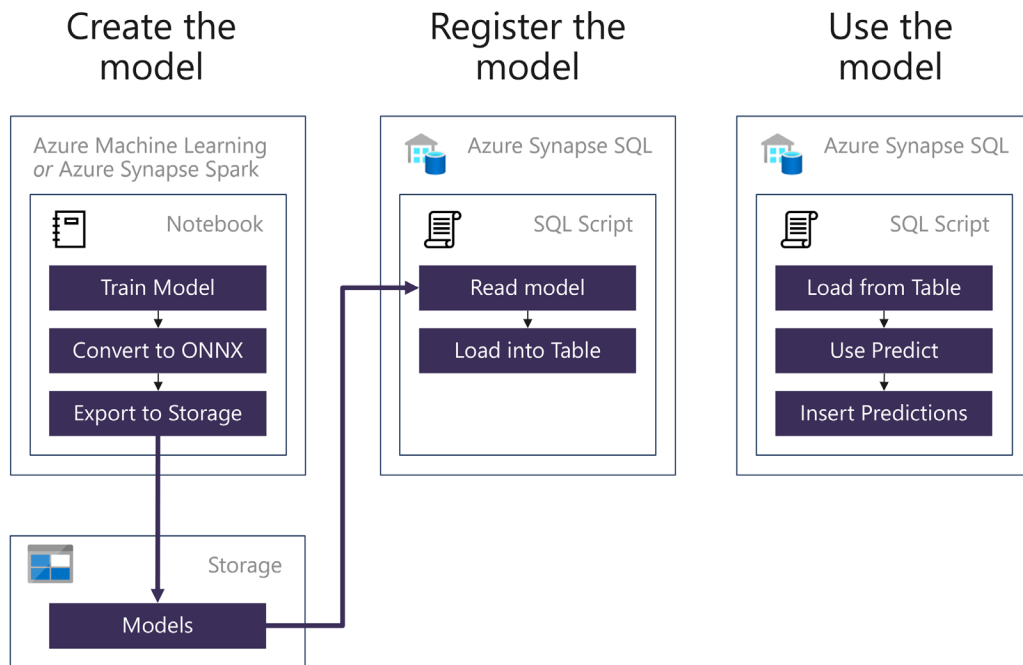 Create the
model
Azure Machine Learning
or Azure Synapse Spark
Notebook
Train Model
Convert to ONNX
Export to Storage
Storage
Models
Register the
model
Azure Synapse SQL
SQL Script
Read model
Load into Table
Use the
model
Azure Synapse SQL
SQL Script
Load from Table
Use Predict
Insert Predictions